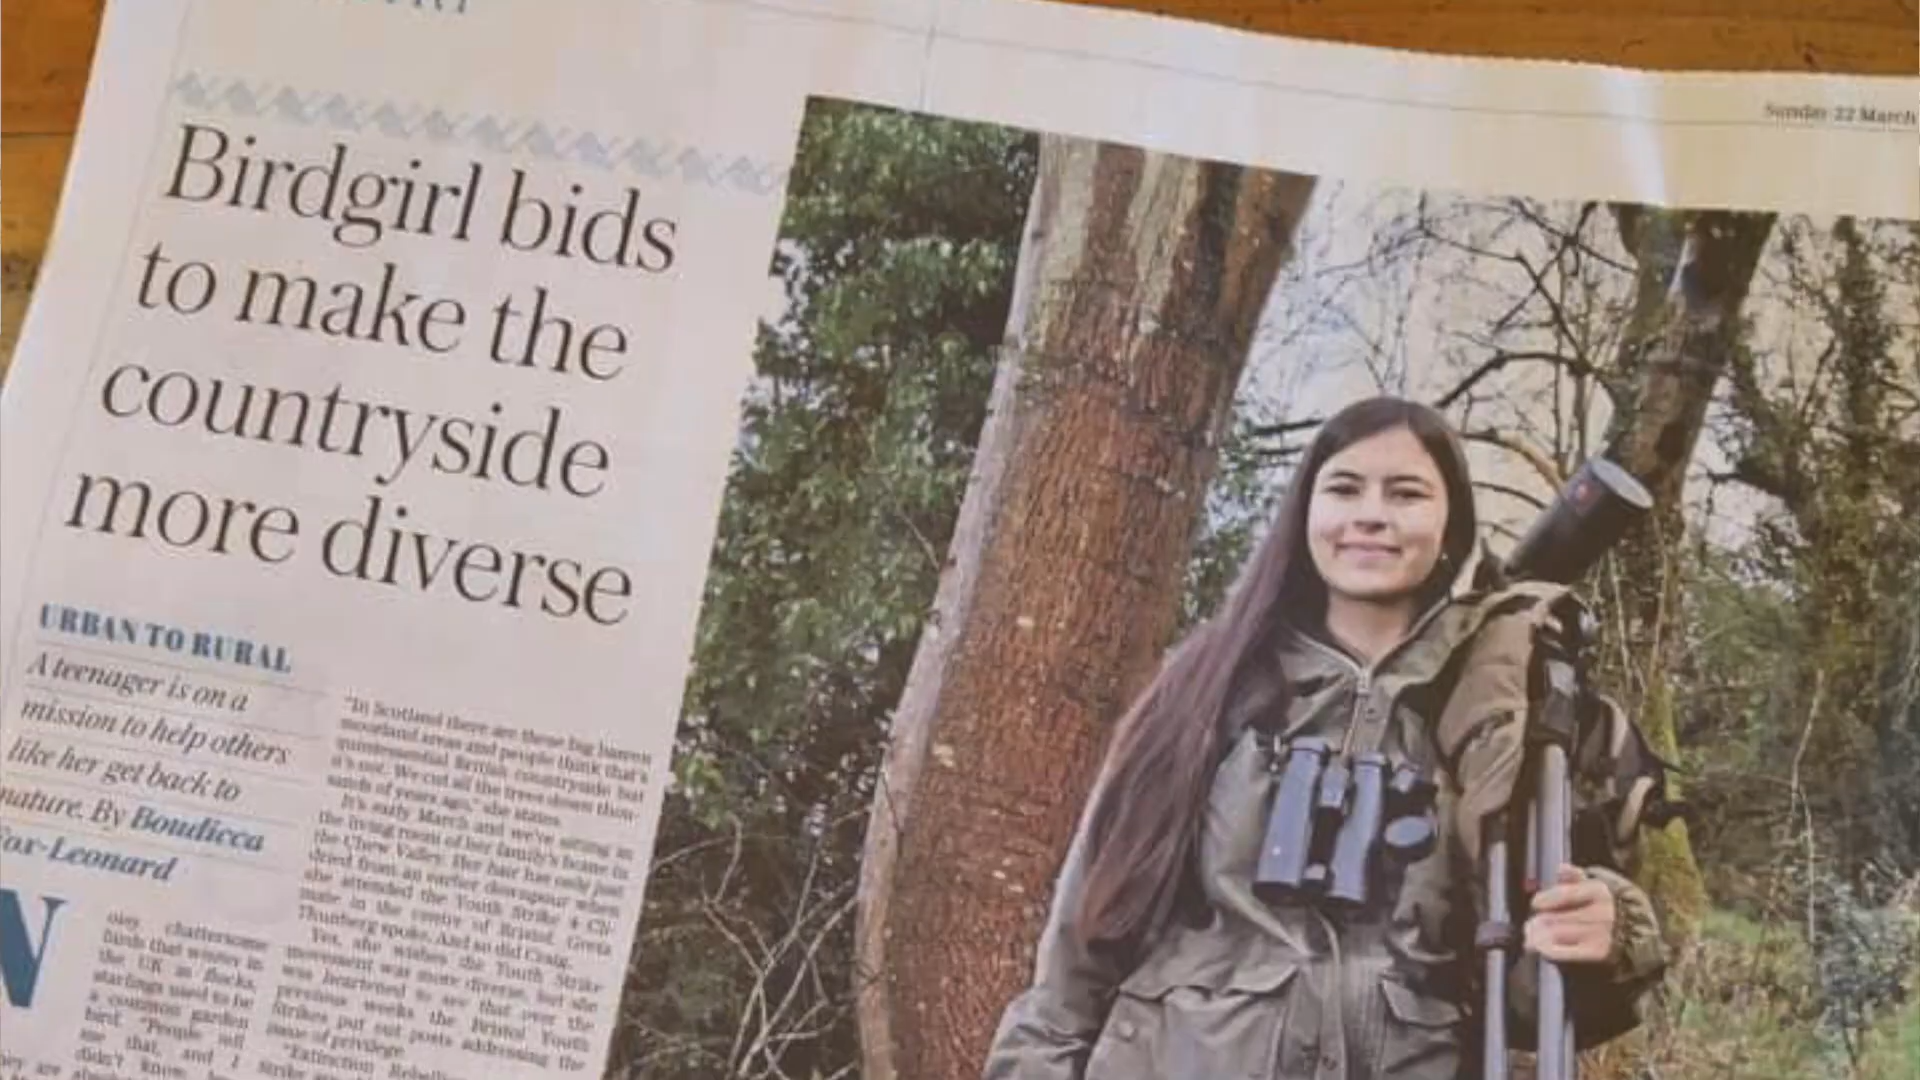 Sunday 22 March
Birdgirl bids
to make the
countryside
more diverse
URBAN TO RURAL
A teenager is on a
mission to help others
like her get back to
nature. By Boudicca
Fox-Leonard
N
oisy chattersome
birds that winter in
the UK in flocks,
starlings used to be
a common garden
bird. "People tell
me that, and I
didn't know
hey are
"In Scotland there are these big barren
moorland areas and people think that's
quintessential British countryside but
it's not. We cut all the trees down thou-
sands of years ago," she states.
It's early March and we're sitting in
the living room of her family's home in
the Chew Valley. Her hair has only just
dried from an earlier downpour when
she attended the Youth Strike 4 Cli-
mate in the centre of Bristol. Greta
Thunberg spoke. And so did Craig.
Yes, she wishes the Youth Strike
movement was more diverse, but she
was heartened to see that over the
previous weeks the Bristol Youth
Strikes put out posts addressing the
issue of privilege.
"Extinction Rebellion